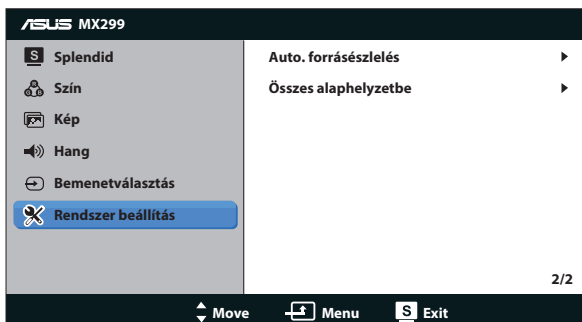 ASUS MX299
S Splendid
Szín
Kép
Hang
Bemenetválasztás
Rendszer beállítás
Auto. forrásészlelés
Összes alaphelyzetbe
2/2
Move Menu S Exit